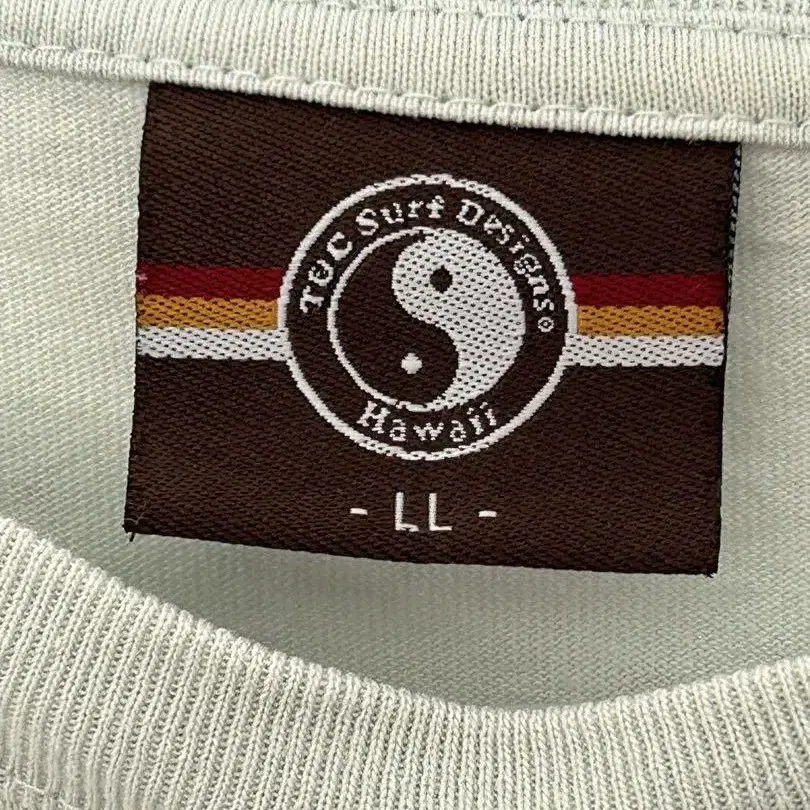 T&C Surf Designs®
Hawaii
- LL -